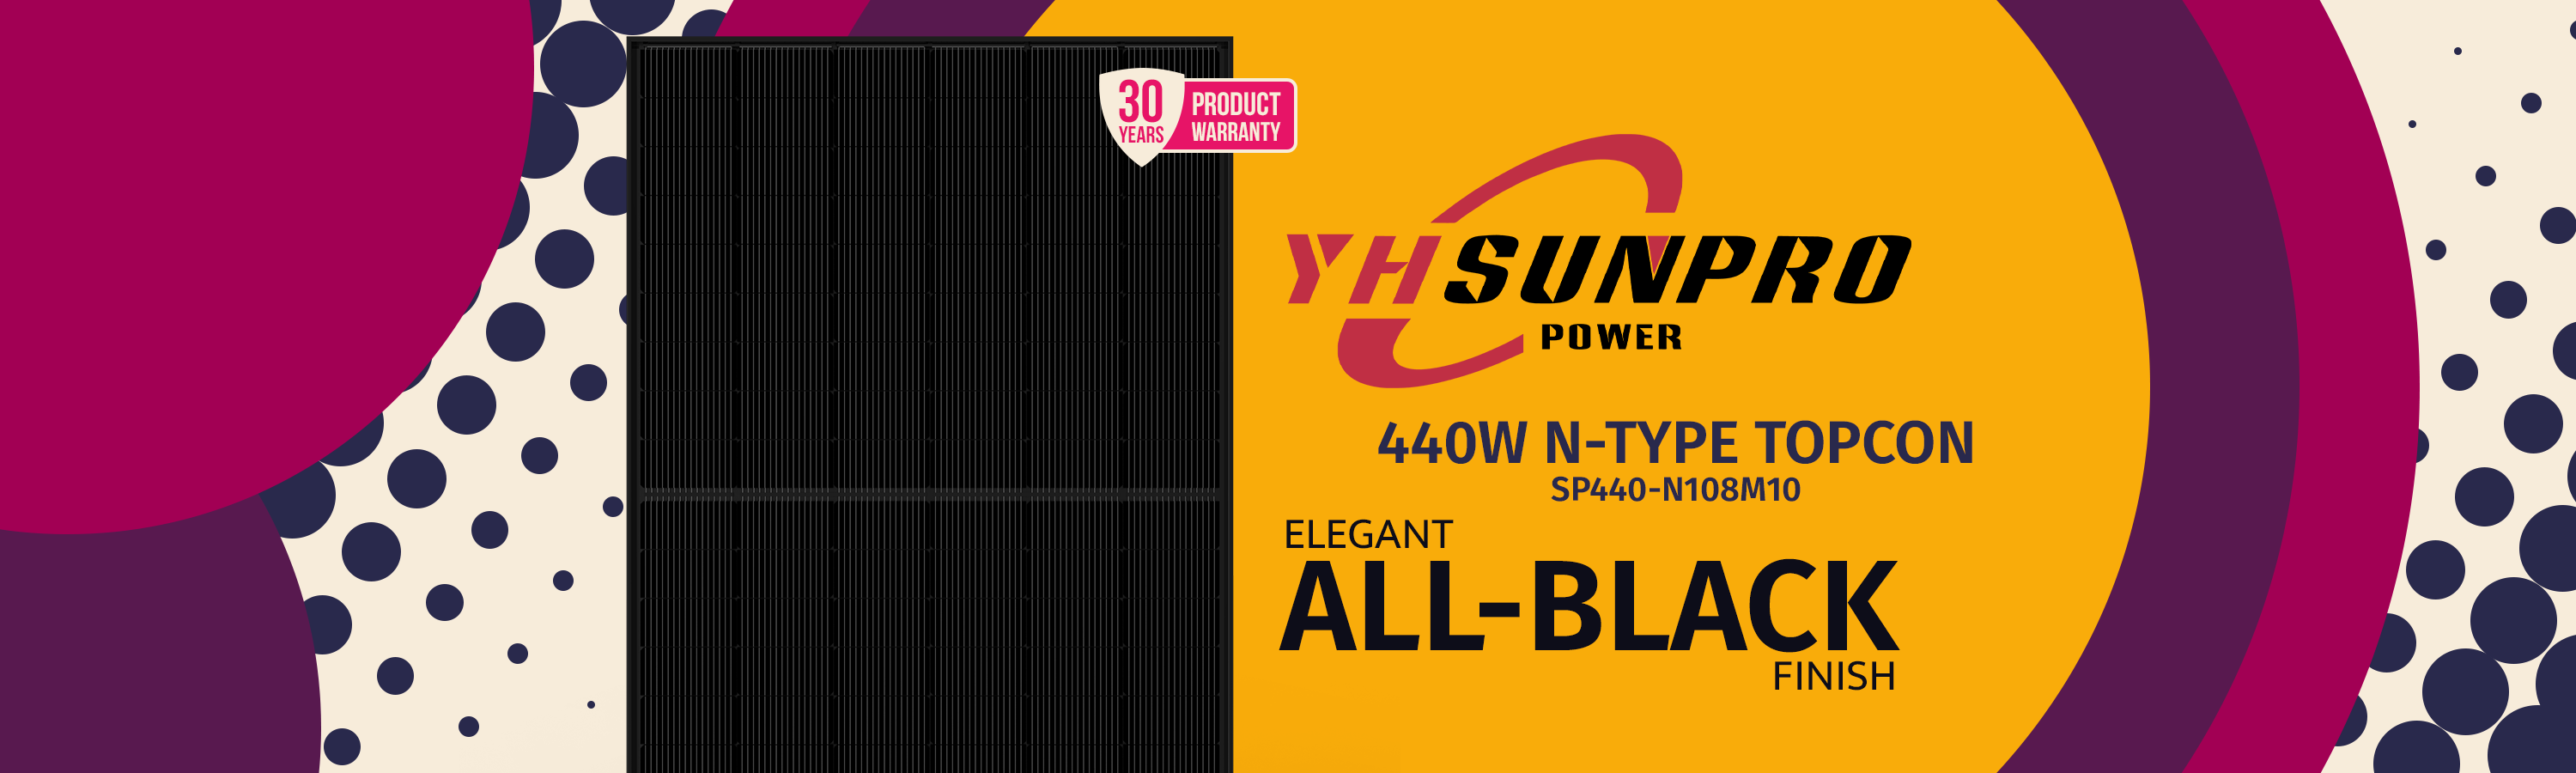 30
YEARS
PRODUCT
WARRANTY
YHSUNPRO
POWER
440W N-TYPE TOPCON
SP440-N108M10
ELEGANT
ALL-BLACK
FINISH